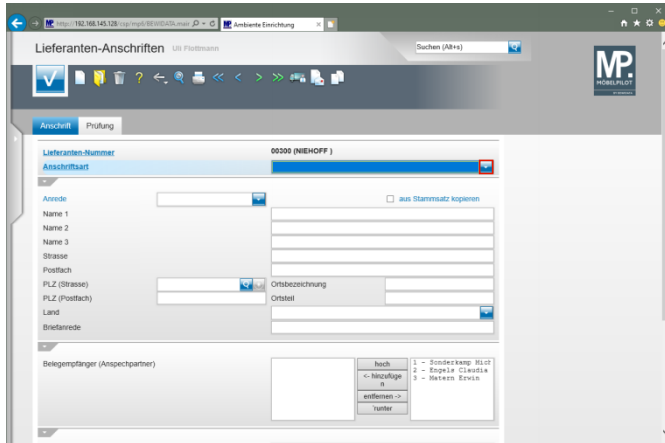 http://192.168.145.128/csp/mp6/BEWIDATA.mair
MP. Ambiente Einrichtung
Lieferanten-Anschriften Uli Flottmann
Suchen (Alt+s)
MP.
MÖBELPILOT
Anschrift Prüfung
Lieferanten-Nummer 00300 (NIEHOFF )
Anschriftsart
Anrede aus Stammsatz kopieren
Name 1
Name 2
Name 3
Strasse
Postfach
PLZ (Strasse) Ortsbezeichnung
PLZ (Postfach) Ortsteil
Land
Briefanrede
Belegempfänger (Anspechpartner)
hoch
<- hinzufüge
n
entfernen ->
'runter
1 - Sonderkamp Mich
2 - Engels Claudia
3 - Matern Erwin